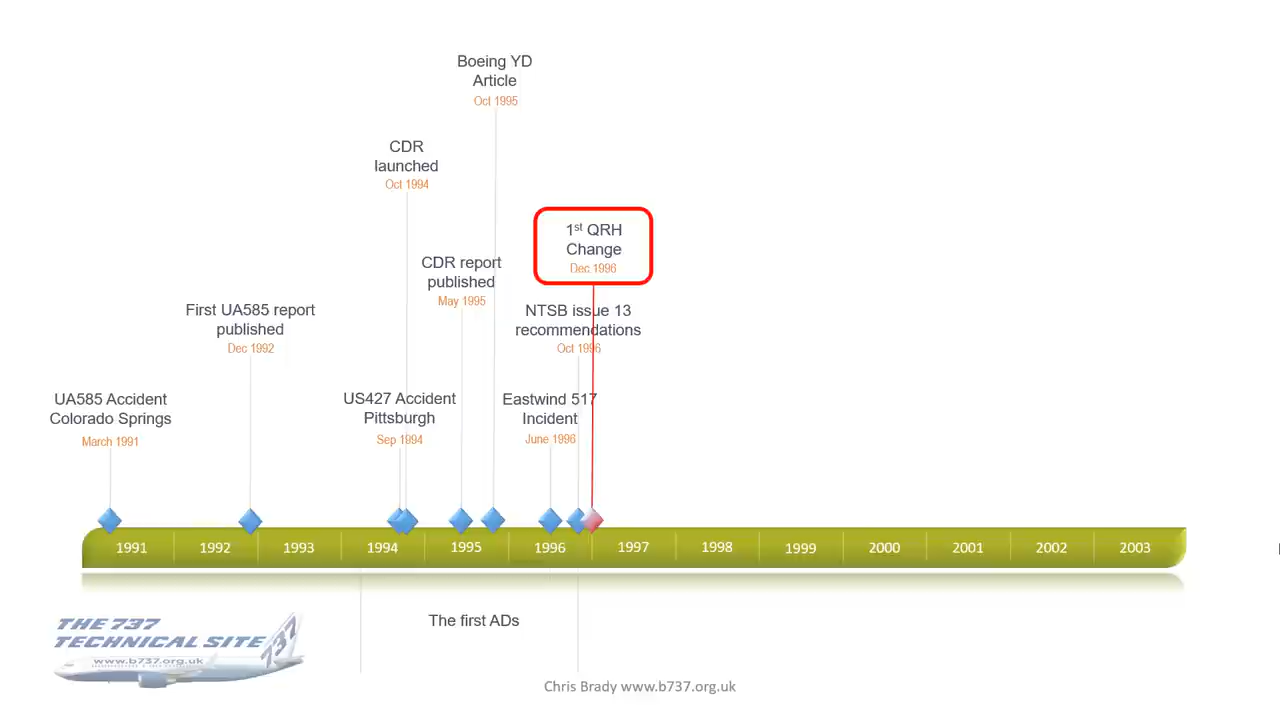 Boeing YD
Article
Oct 1995
CDR
launched
Oct 1994
1st QRH
Change
Dec 1996
CDR report
published
May 1995
First UA585 report
published
Dec 1992
NTSB issue 13
recommendations
Oct 1996
UA585 Accident
Colorado Springs
March 1991
US427 Accident
Pittsburgh
Sep 1994
Eastwind 517
Incident
June 1996
1991 1992 1993 1994 1995 1996 1997 1998 1999 2000 2001 2002 2003
The first ADs
THE 737
TECHNICAL SITE
737
www.b737.org.uk
Chris Brady www.b737.org.uk